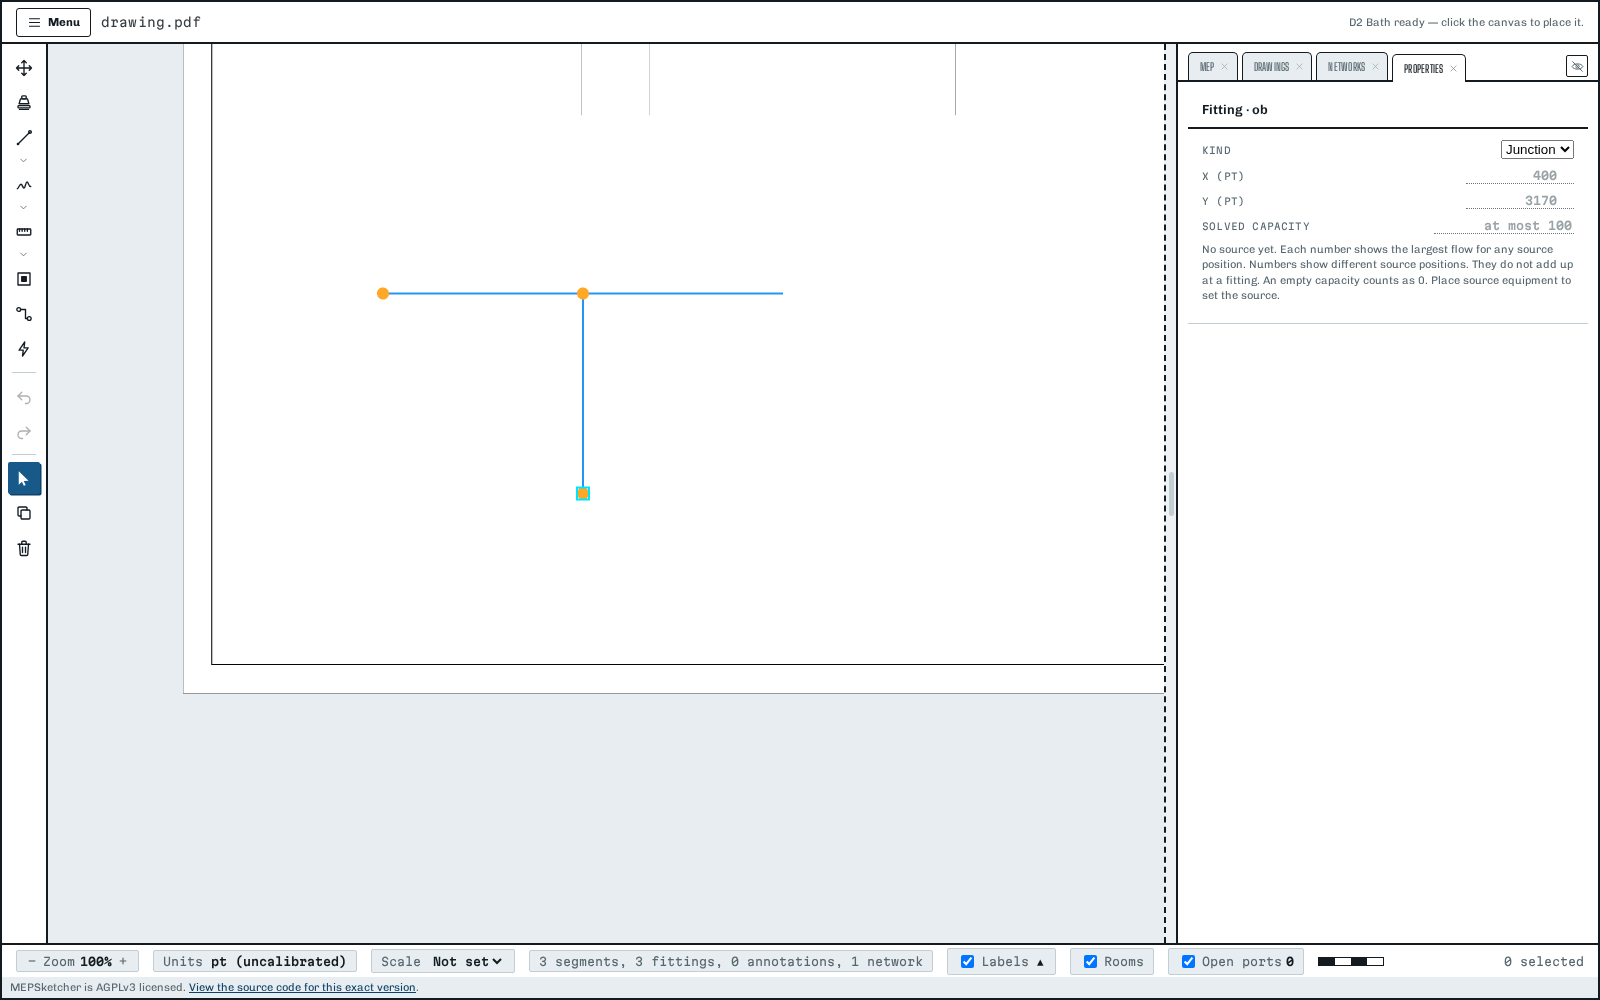 Menu
drawing.pdf
D2 Bath ready — click the canvas to place it.
MEP
DRAWINGS
NETWORKS
PROPERTIES
Fitting · ob
KIND
Junction
X (PT)
400
Y (PT)
3170
SOLVED CAPACITY
at most 100
No source yet. Each number shows the largest flow for any source
position. Numbers show different source positions. They do not add up
at a fitting. An empty capacity counts as 0. Place source equipment to
set the source.
− Zoom 100% +
Units pt (uncalibrated)
Scale Not set
3 segments, 3 fittings, 0 annotations, 1 network
Labels ▲
Rooms
Open ports 0
0 selected
MEPSketcher is AGPLv3 licensed. View the source code for this exact version.